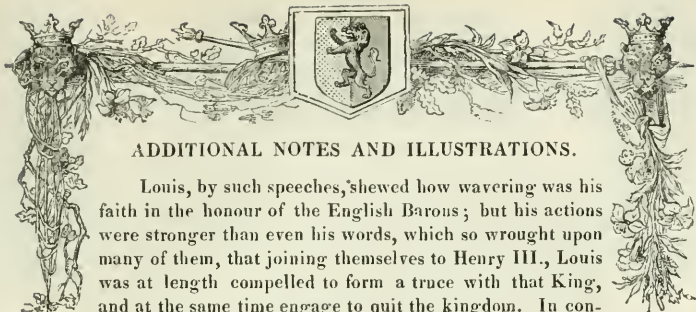 ADDITIONAL NOTES AND ILLUSTRATIONS.
Louis, by such speeches, shewed how wavering was his
faith in the honour of the English Barons; but his actions
were stronger than even his words, which so wrought upon
many of them, that joining themselves to Henry III., Louis
was at length compelled to form a truce with that King,
and at the same time engage to quit the kingdom. In con-